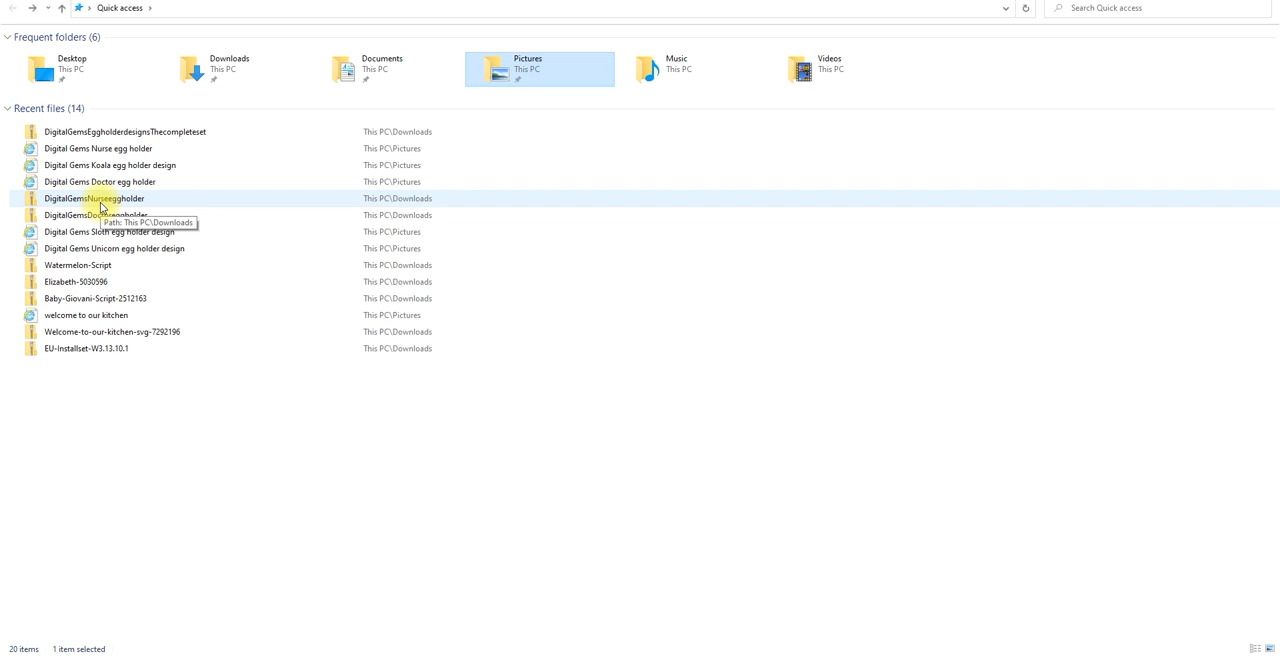 Quick access
Search Quick access
Frequent folders (6)
Desktop
This PC
Downloads
This PC
Documents
This PC
Pictures
This PC
Music
This PC
Videos
This PC
Recent files (14)
DigitalGemsEggholderdesignsThecompleteset This PC\Downloads
Digital Gems Nurse egg holder This PC\Pictures
Digital Gems Koala egg holder design This PC\Pictures
Digital Gems Doctor egg holder This PC\Pictures
DigitalGemsNurseeggholder This PC\Downloads
DigitalGemsDoctoreggholder This PC\Downloads
Path: This PC\Downloads
Digital Gems Sloth egg holder design This PC\Pictures
Digital Gems Unicorn egg holder design This PC\Pictures
Watermelon-Script This PC\Downloads
Elizabeth-5030596 This PC\Downloads
Baby-Giovani-Script-2512163 This PC\Downloads
welcome to our kitchen This PC\Pictures
Welcome-to-our-kitchen-svg-7292196 This PC\Downloads
EU-Installset-W3.13.10.1 This PC\Downloads
20 items 1 item selected